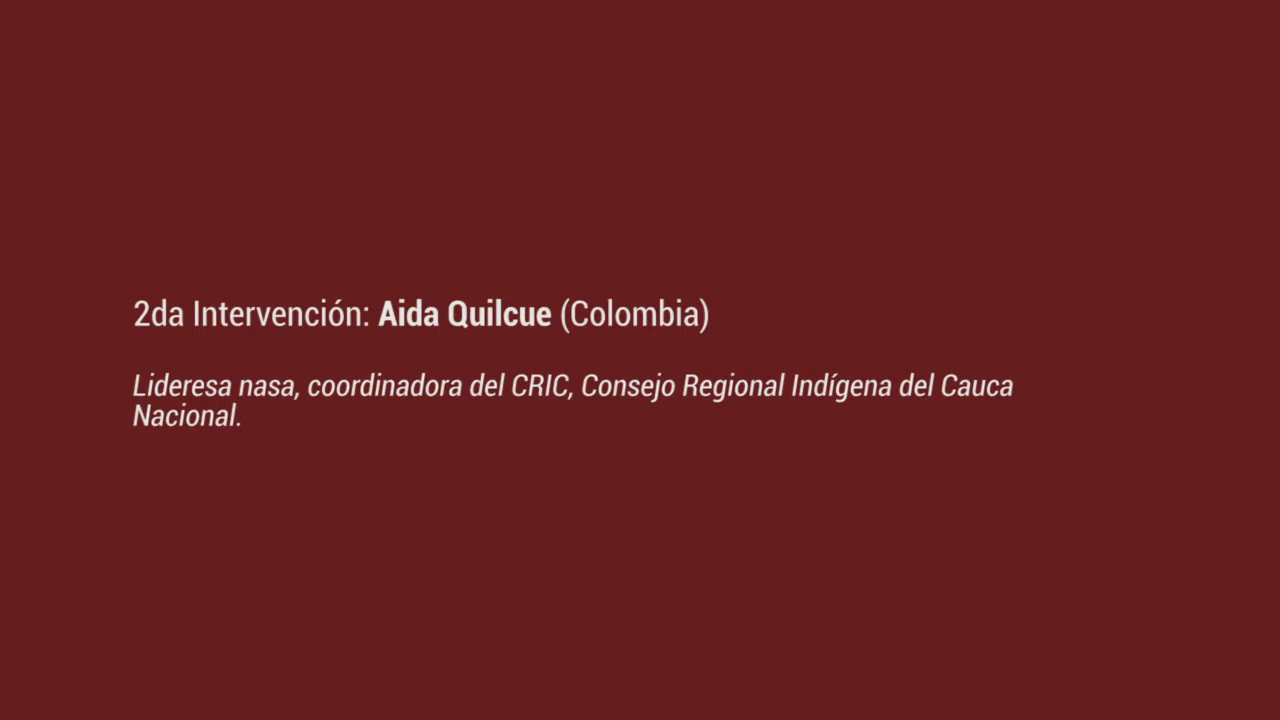 2da Intervención: Aida Quilcue (Colombia)
Lideresa nasa, coordinadora del CRIC, Consejo Regional Indígena del Cauca
Nacional.